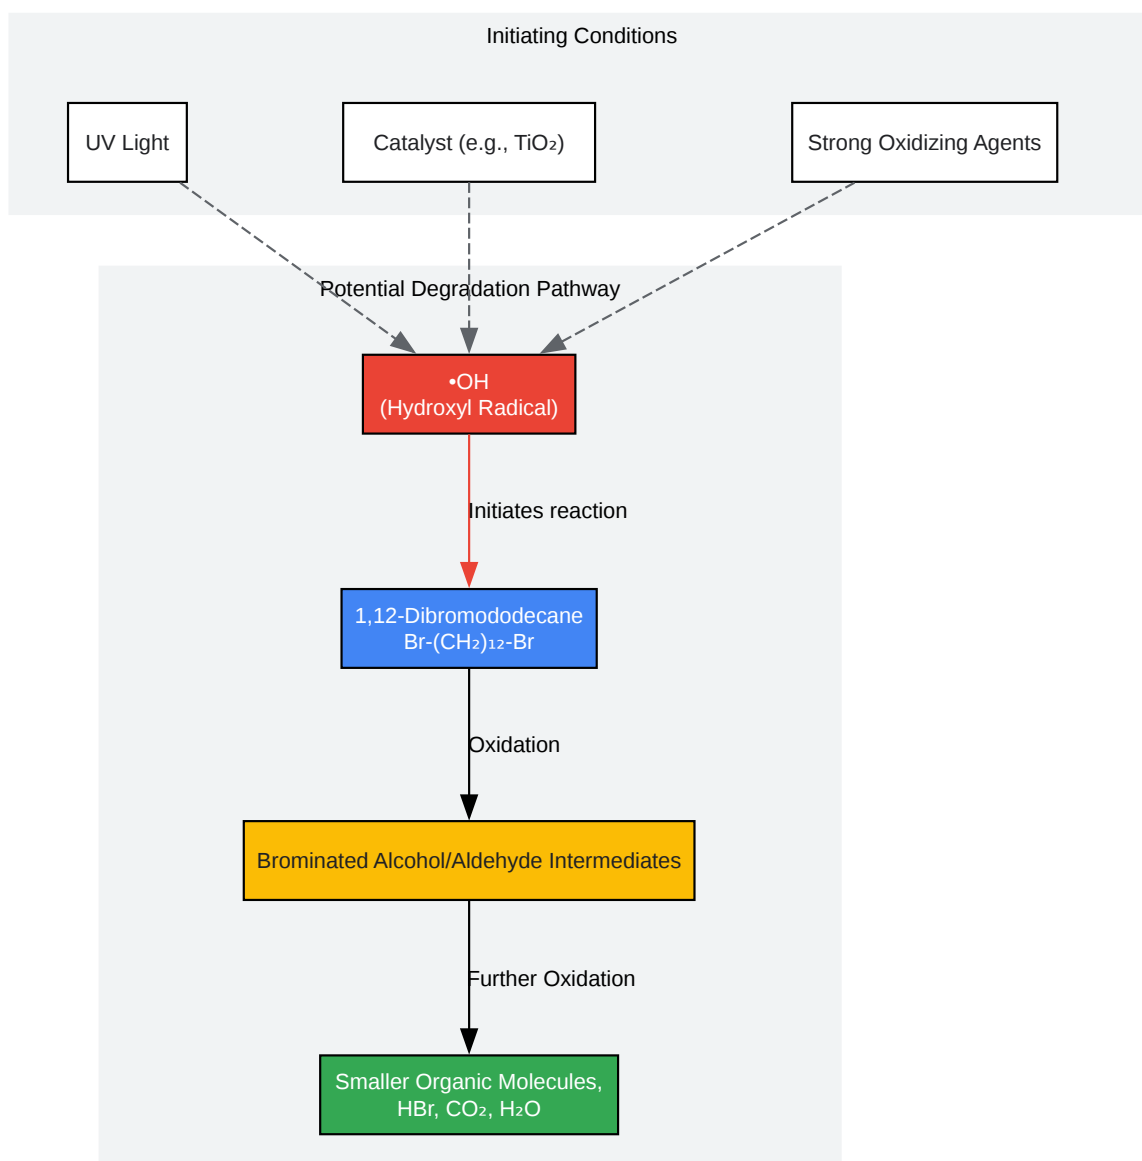 Initiating Conditions
UV Light
Catalyst (e.g., TiO₂)
Strong Oxidizing Agents
Potential Degradation Pathway
•OH
(Hydroxyl Radical)
Initiates reaction
1,12-Dibromododecane
Br-(CH₂)₁₂-Br
Oxidation
Brominated Alcohol/Aldehyde Intermediates
Further Oxidation
Smaller Organic Molecules,
HBr, CO₂, H₂O